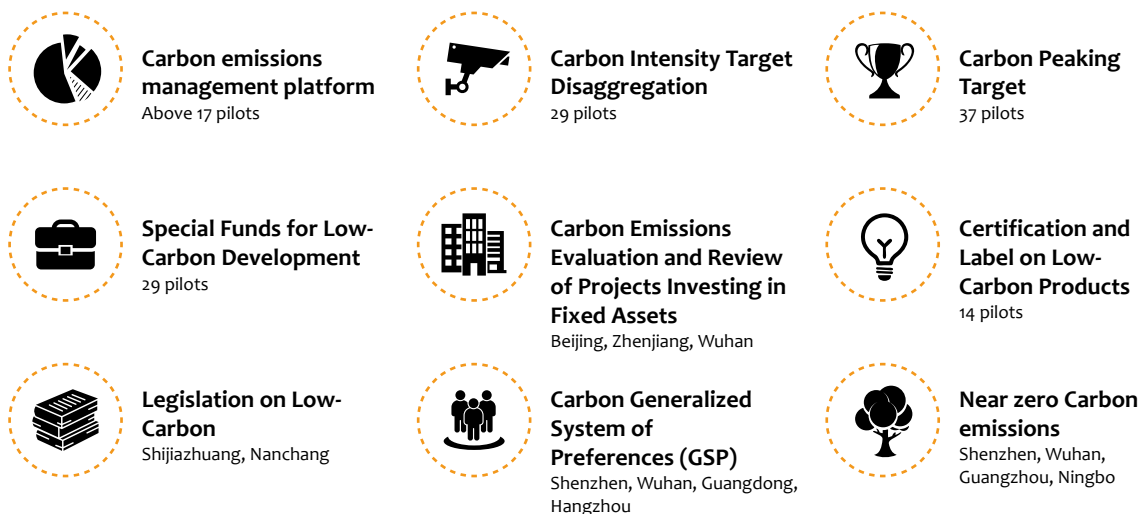 Carbon emissions
management platform
Above 17 pilots
Carbon Intensity Target
Disaggregation
29 pilots
Carbon Peaking
Target
37 pilots
Special Funds for Low-
Carbon Development
29 pilots
Carbon Emissions
Evaluation and Review
of Projects Investing in
Fixed Assets
Beijing, Zhenjiang, Wuhan
Certification and
Label on Low-
Carbon Products
14 pilots
Legislation on Low-
Carbon
Shijiazhuang, Nanchang
Carbon Generalized
System of
Preferences (GSP)
Shenzhen, Wuhan, Guangdong,
Hangzhou
Near zero Carbon
emissions
Shenzhen, Wuhan,
Guangzhou, Ningbo